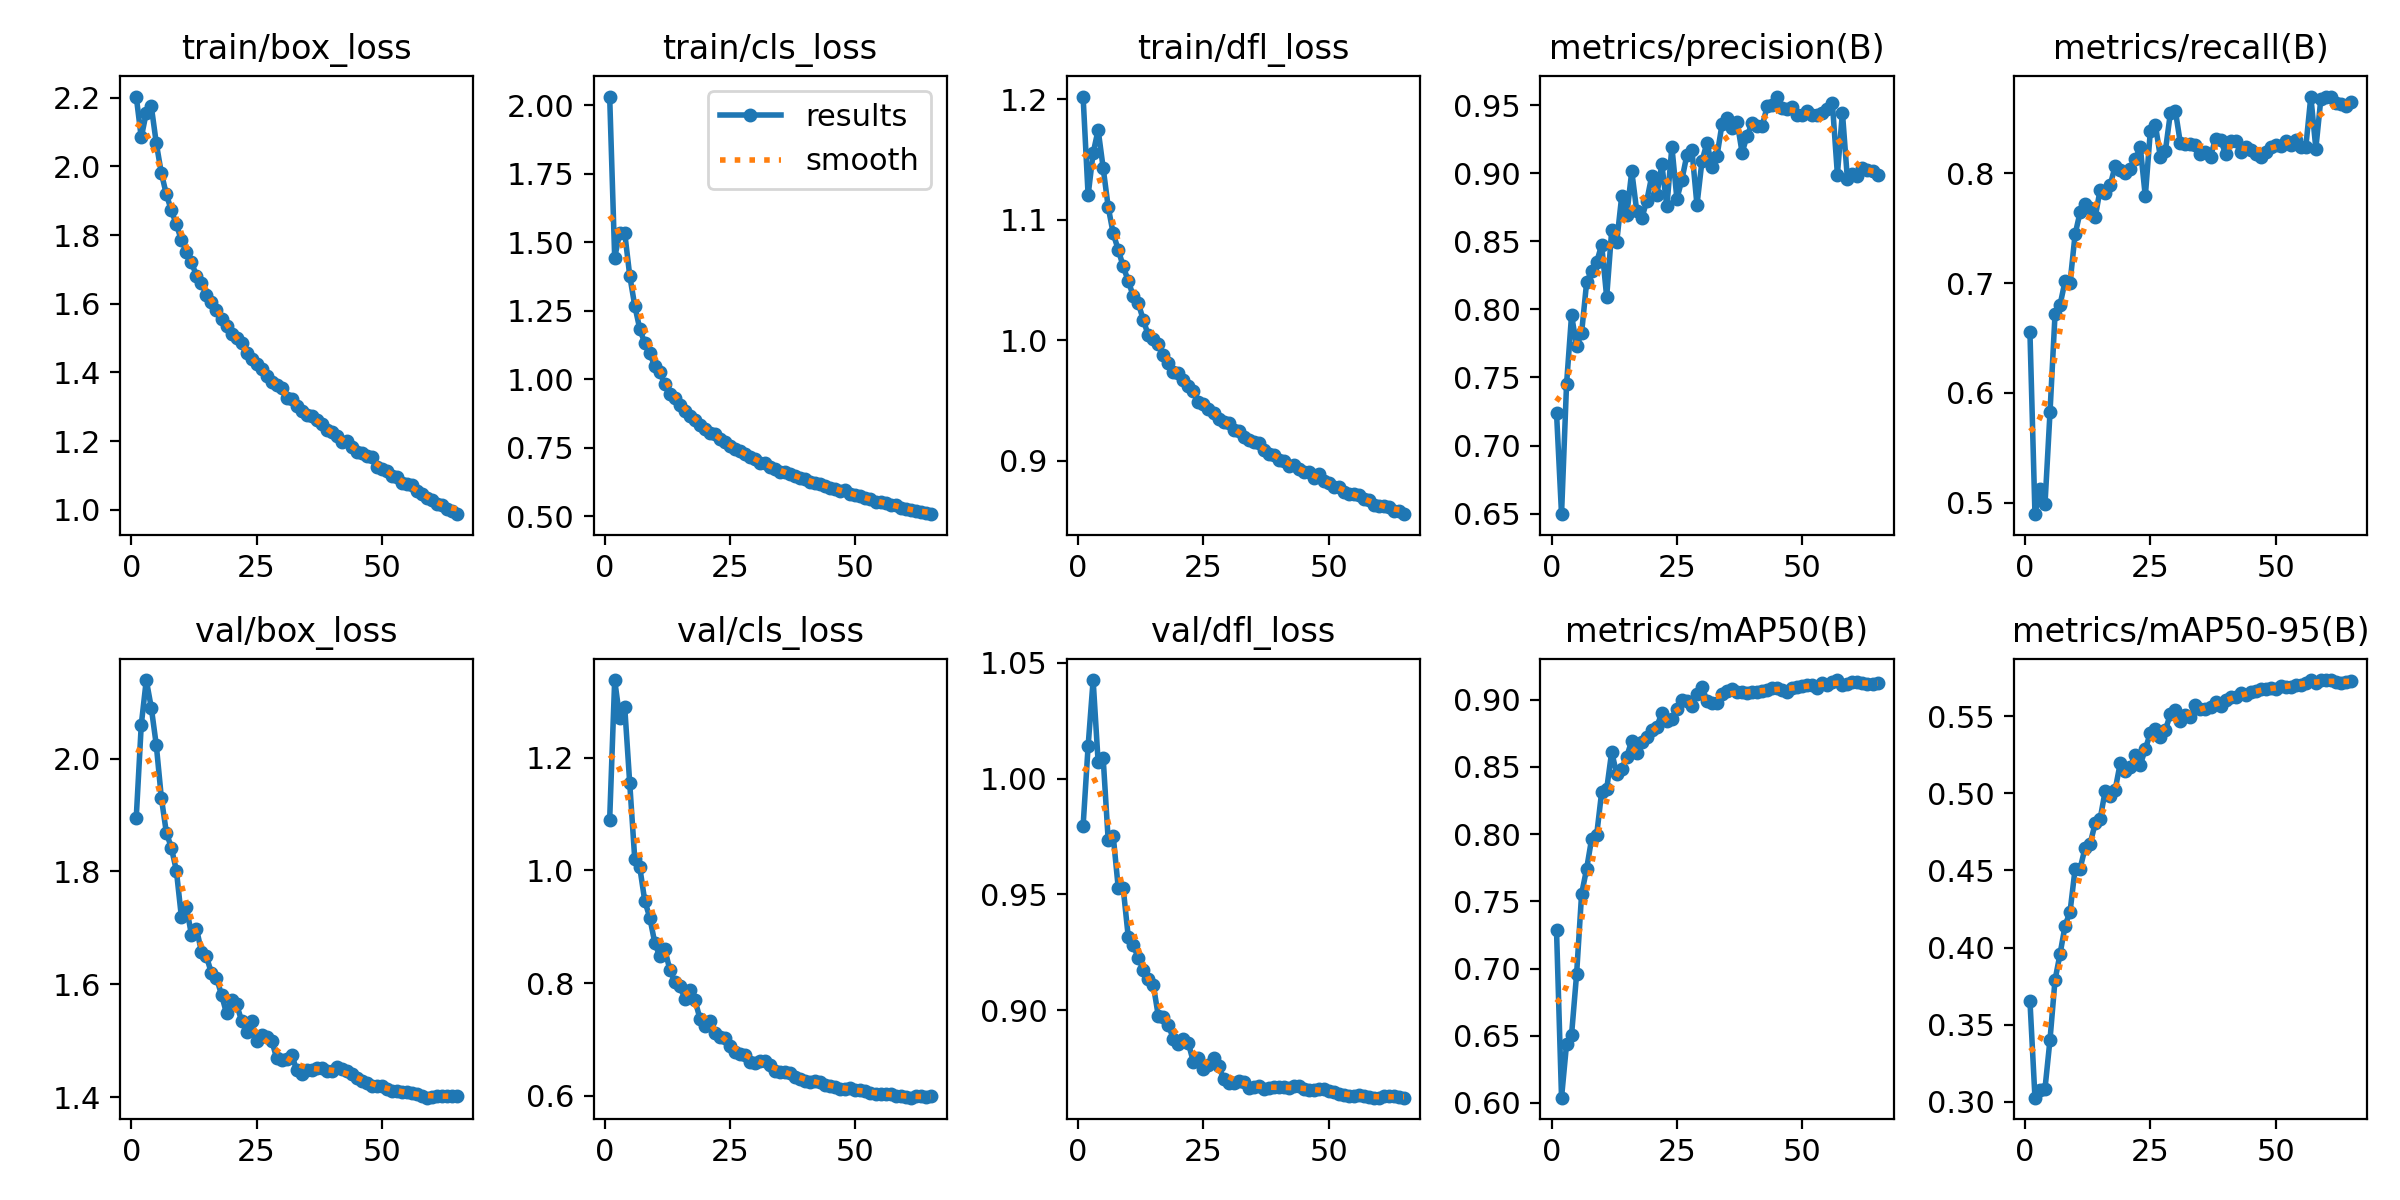 train/box_loss
train/cls_loss
train/dfl_loss
metrics/precision(B)
metrics/recall(B)
2.2
2.0
1.8
1.6
1.4
1.2
1.0
0 25 50
2.00
1.75
1.50
1.25
1.00
0.75
0.50
0 25 50
results
smooth
1.2
1.1
1.0
0.9
0 25 50
0.95
0.90
0.85
0.80
0.75
0.70
0.65
0 25 50
0.8
0.7
0.6
0.5
0 25 50
val/box_loss
val/cls_loss
val/dfl_loss
metrics/mAP50(B)
metrics/mAP50-95(B)
2.0
1.8
1.6
1.4
0 25 50
1.2
1.0
0.8
0.6
0 25 50
1.05
1.00
0.95
0.90
0 25 50
0.90
0.85
0.80
0.75
0.70
0.65
0.60
0 25 50
0.55
0.50
0.45
0.40
0.35
0.30
0 25 50